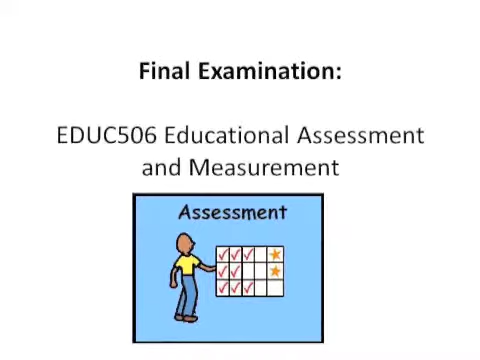 Final Examination:
EDUC506 Educational Assessment
and Measurement
Assessment